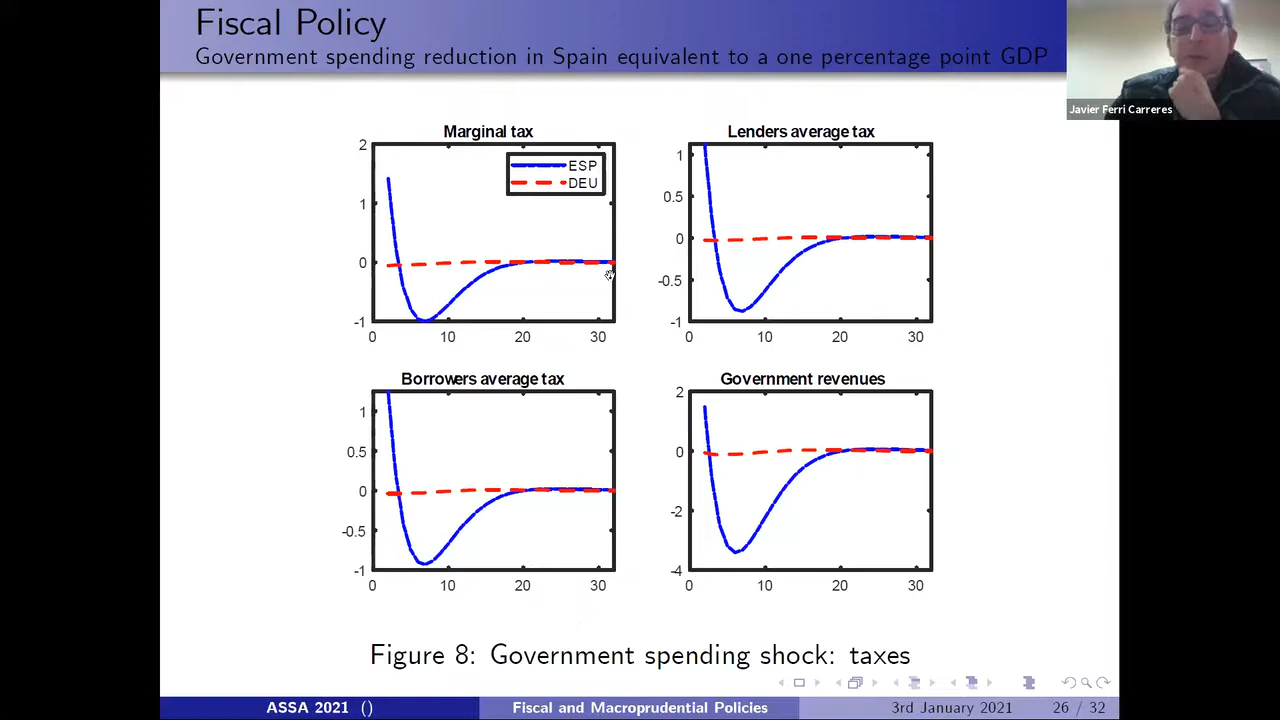 Fiscal Policy
Government spending reduction in Spain equivalent to a one percentage point GDP
Javier Ferri Carreres
Marginal tax
2
1
0
-1
0
10
20
30
ESP
DEU
Lenders average tax
1
0.5
0
-0.5
-1
0
10
20
30
Borrowers average tax
1
0.5
0
-0.5
-1
0
10
20
30
Government revenues
2
0
-2
-4
0
10
20
30
Figure 8: Government spending shock: taxes
ASSA 2021 ()
Fiscal and Macroprudential Policies
3rd January 2021
26 / 32